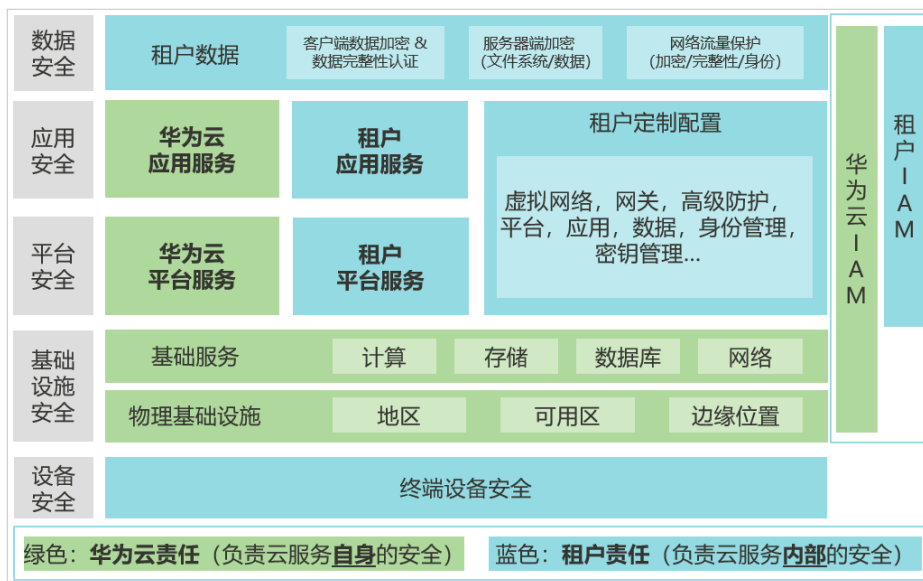 数据
安全
租户数据
客户端数据加密 &
数据完整性认证
服务器端加密
(文件系统/数据)
网络流量保护
(加密/完整性/身份)
应用
安全
华为云
应用服务
租户
应用服务
租户定制配置
虚拟网络，网关，高级防护，
平台，应用，数据，身份管理，
密钥管理...
平台
安全
华为云
平台服务
租户
平台服务
基础
设施
安全
基础服务
计算
存储
数据库
网络
物理基础设施
地区
可用区
边缘位置
设备
安全
终端设备安全
华为云IAM
租户IAM
绿色：华为云责任（负责云服务自身的安全）
蓝色：租户责任（负责云服务内部的安全）